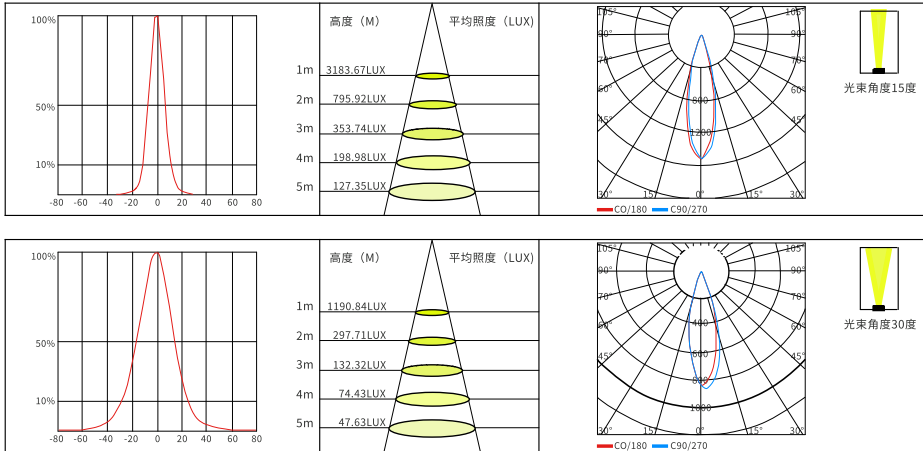 100%
50%
10%
-80 -60 -40 -20 0 20 40 60 80
高度（M） 平均照度（LUX）
1m 3183.67LUX
2m 795.92LUX
3m 353.74LUX
4m 198.98LUX
5m 127.35LUX
105° 105°
90° 90°
70° 70°
60° 60°
45° 45°
800
1200
30° 15° 0° 15° 30°
CO/180 C90/270
光束角度15度
100%
50%
10%
-80 -60 -40 -20 0 20 40 60 80
高度（M） 平均照度（LUX）
1m 1190.84LUX
2m 297.71LUX
3m 132.32LUX
4m 74.43LUX
5m 47.63LUX
105° 105°
90° 90°
70° 70°
60° 60°
45° 45°
400
600
800
1000
30° 15° 0° 15° 30°
CO/180 C90/270
光束角度30度